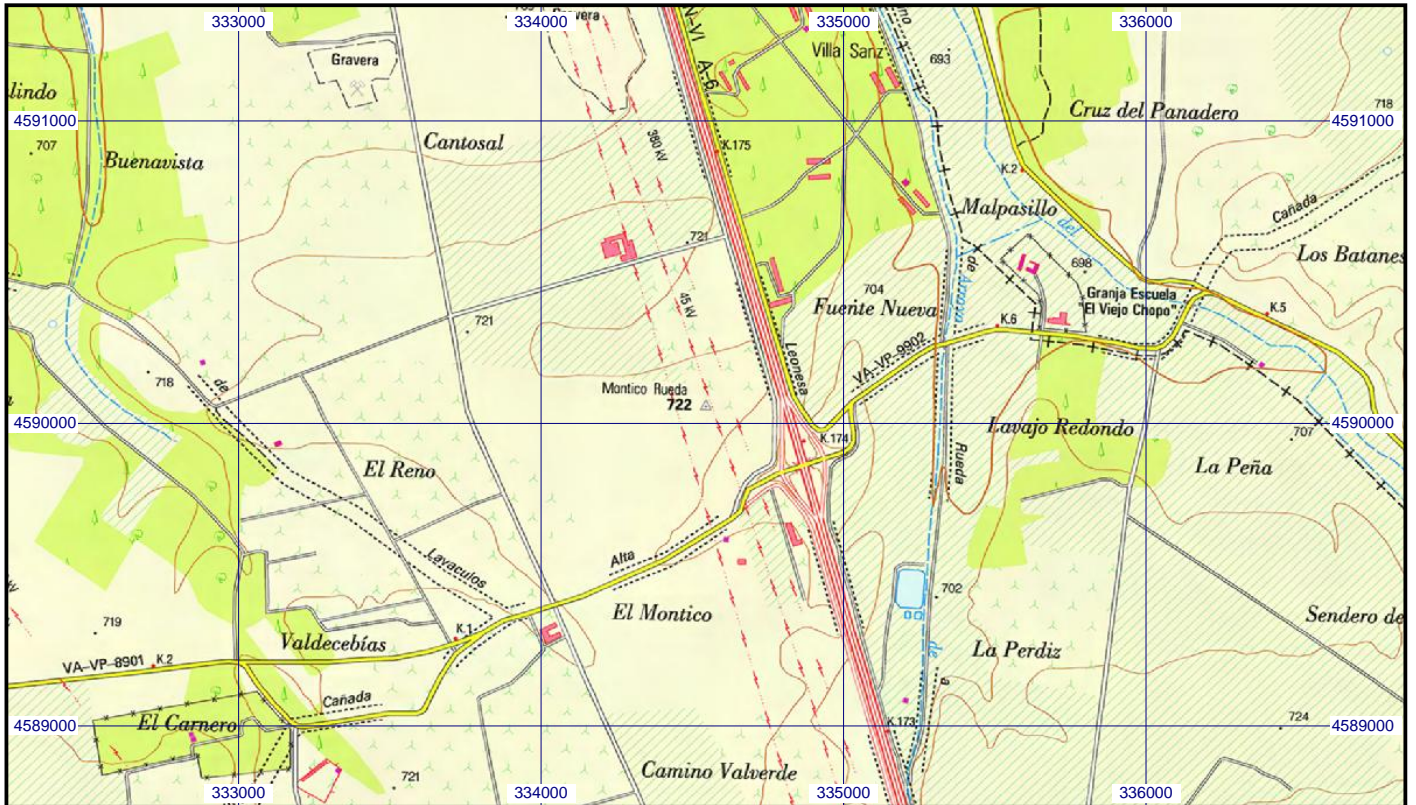 333000
334000
335000
336000
Gravera
N-VI
A-6
Villa Sanz
693
Gravera
lindo
Cruz del Panadero
718
4591000
4591000
707
Buenavista
Cantosal
380 kV
K.175
K.2
Malpasillo
Cañada
721
del
Los Batanes
de Arroyo
698
704
Granja Escuela
"El Viejo Chopo"
Fuente Nueva
45 kV
K.6
K.5
721
VA-VP-9902
Leonesa
718
de
Montico Rueda
722
4590000
4590000
K.174
Lavajo Redondo
707
El Reno
Rueda
La Peña
Lavaculos
Alta
702
El Montico
Sendero de
719
K.1
Valdecebías
VA-VP-8901
K.2
de
La Perdiz
a
Cañada
4589000
El Carnero
K.173
724
4589000
721
Camino Valverde
333000
334000
335000
336000